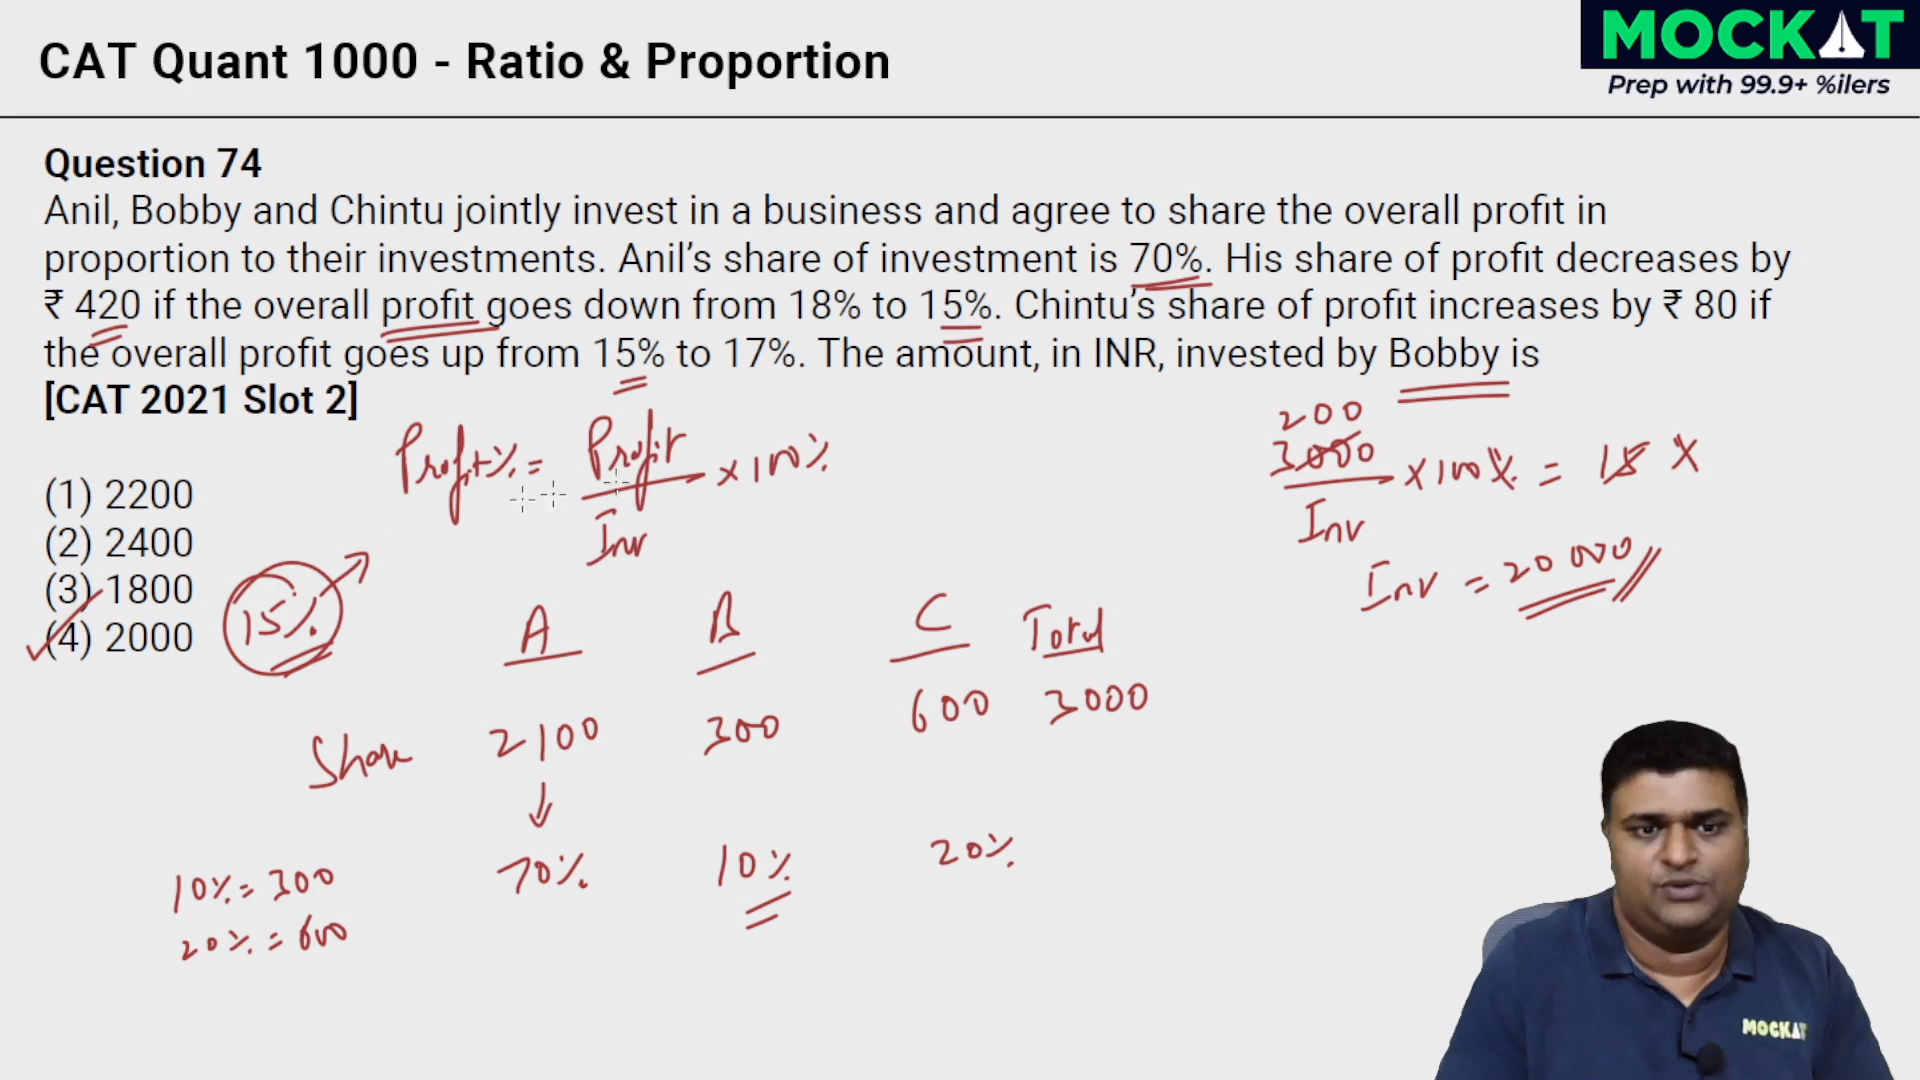 CAT Quant 1000 - Ratio & Proportion
MOCKAT
Prep with 99.9+ %ilers
Question 74
Anil, Bobby and Chintu jointly invest in a business and agree to share the overall profit in
proportion to their investments. Anil’s share of investment is 70%. His share of profit decreases by
₹ 420 if the overall profit goes down from 18% to 15%. Chintu’s share of profit increases by ₹ 80 if
the overall profit goes up from 15% to 17%. The amount, in INR, invested by Bobby is
[CAT 2021 Slot 2]
(1) 2200
(2) 2400
(3) 1800
(4) 2000
Profit% = Profit/Inv × 100%
200
3000/Inv × 100% = 15%
Inv = 20000
15%
A B C Total
Share 2100 300 600 3000
70% 10% 20%
10% = 300
20% = 600
MOCKAT